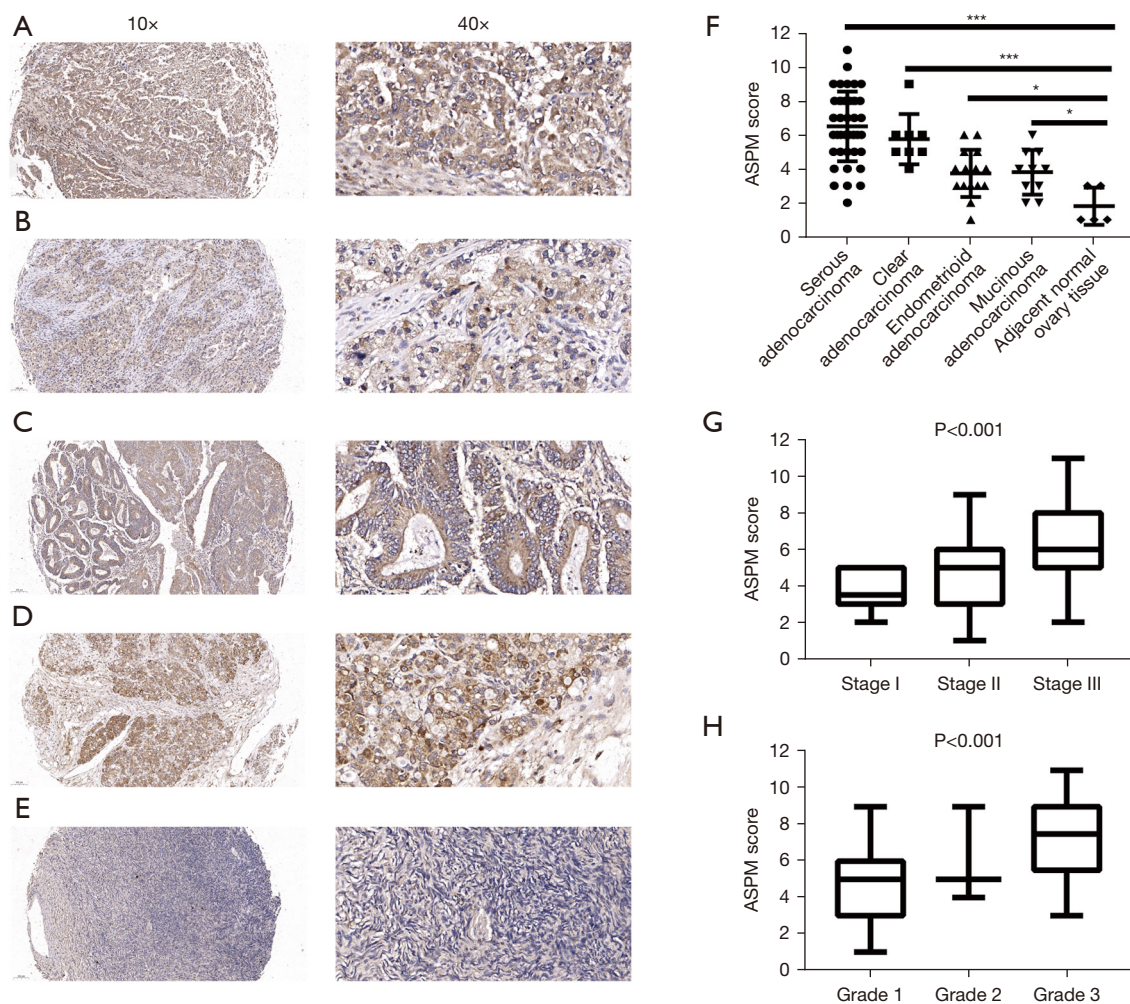 A
10×
40×
B
C
D
E
F
***
***
*
*
12
10
8
6
4
2
0
ASPM score
Serous
adenocarcinoma
Clear
adenocarcinoma
Endometrioid
adenocarcinoma
Mucinous
adenocarcinoma
Adjacent normal
ovary tissue
G
P<0.001
12
10
8
6
4
2
0
ASPM score
Stage I
Stage II
Stage III
H
P<0.001
12
10
8
6
4
2
0
ASPM score
Grade 1
Grade 2
Grade 3